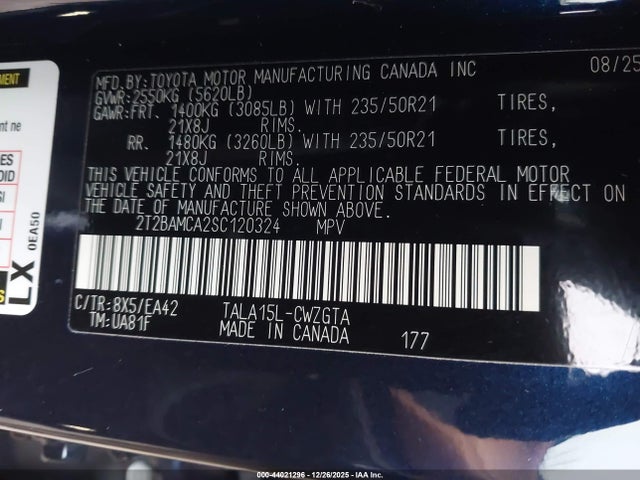 MFD. BY: TOYOTA MOTOR MANUFACTURING CANADA INC 08/25
GVWR: 2550KG (5620LB)
GAWR: FRT. 1400KG (3085LB) WITH 235/50R21 TIRES,
21X8J RIMS.
RR. 1480KG (3260LB) WITH 235/50R21 TIRES,
21X8J RIMS.
THIS VEHICLE CONFORMS TO ALL APPLICABLE FEDERAL MOTOR
VEHICLE SAFETY AND THEFT PREVENTION STANDARDS IN EFFECT ON
THE DATE OF MANUFACTURE SHOWN ABOVE.
2T2BAMCA2SC120324 MPV
C/TR: 8X5/EA42 TALA15L-CWZGTA
TM: UA81F MADE IN CANADA 177
LX 0EA50
000-44021296 - 12/26/2025 - IAA Inc.